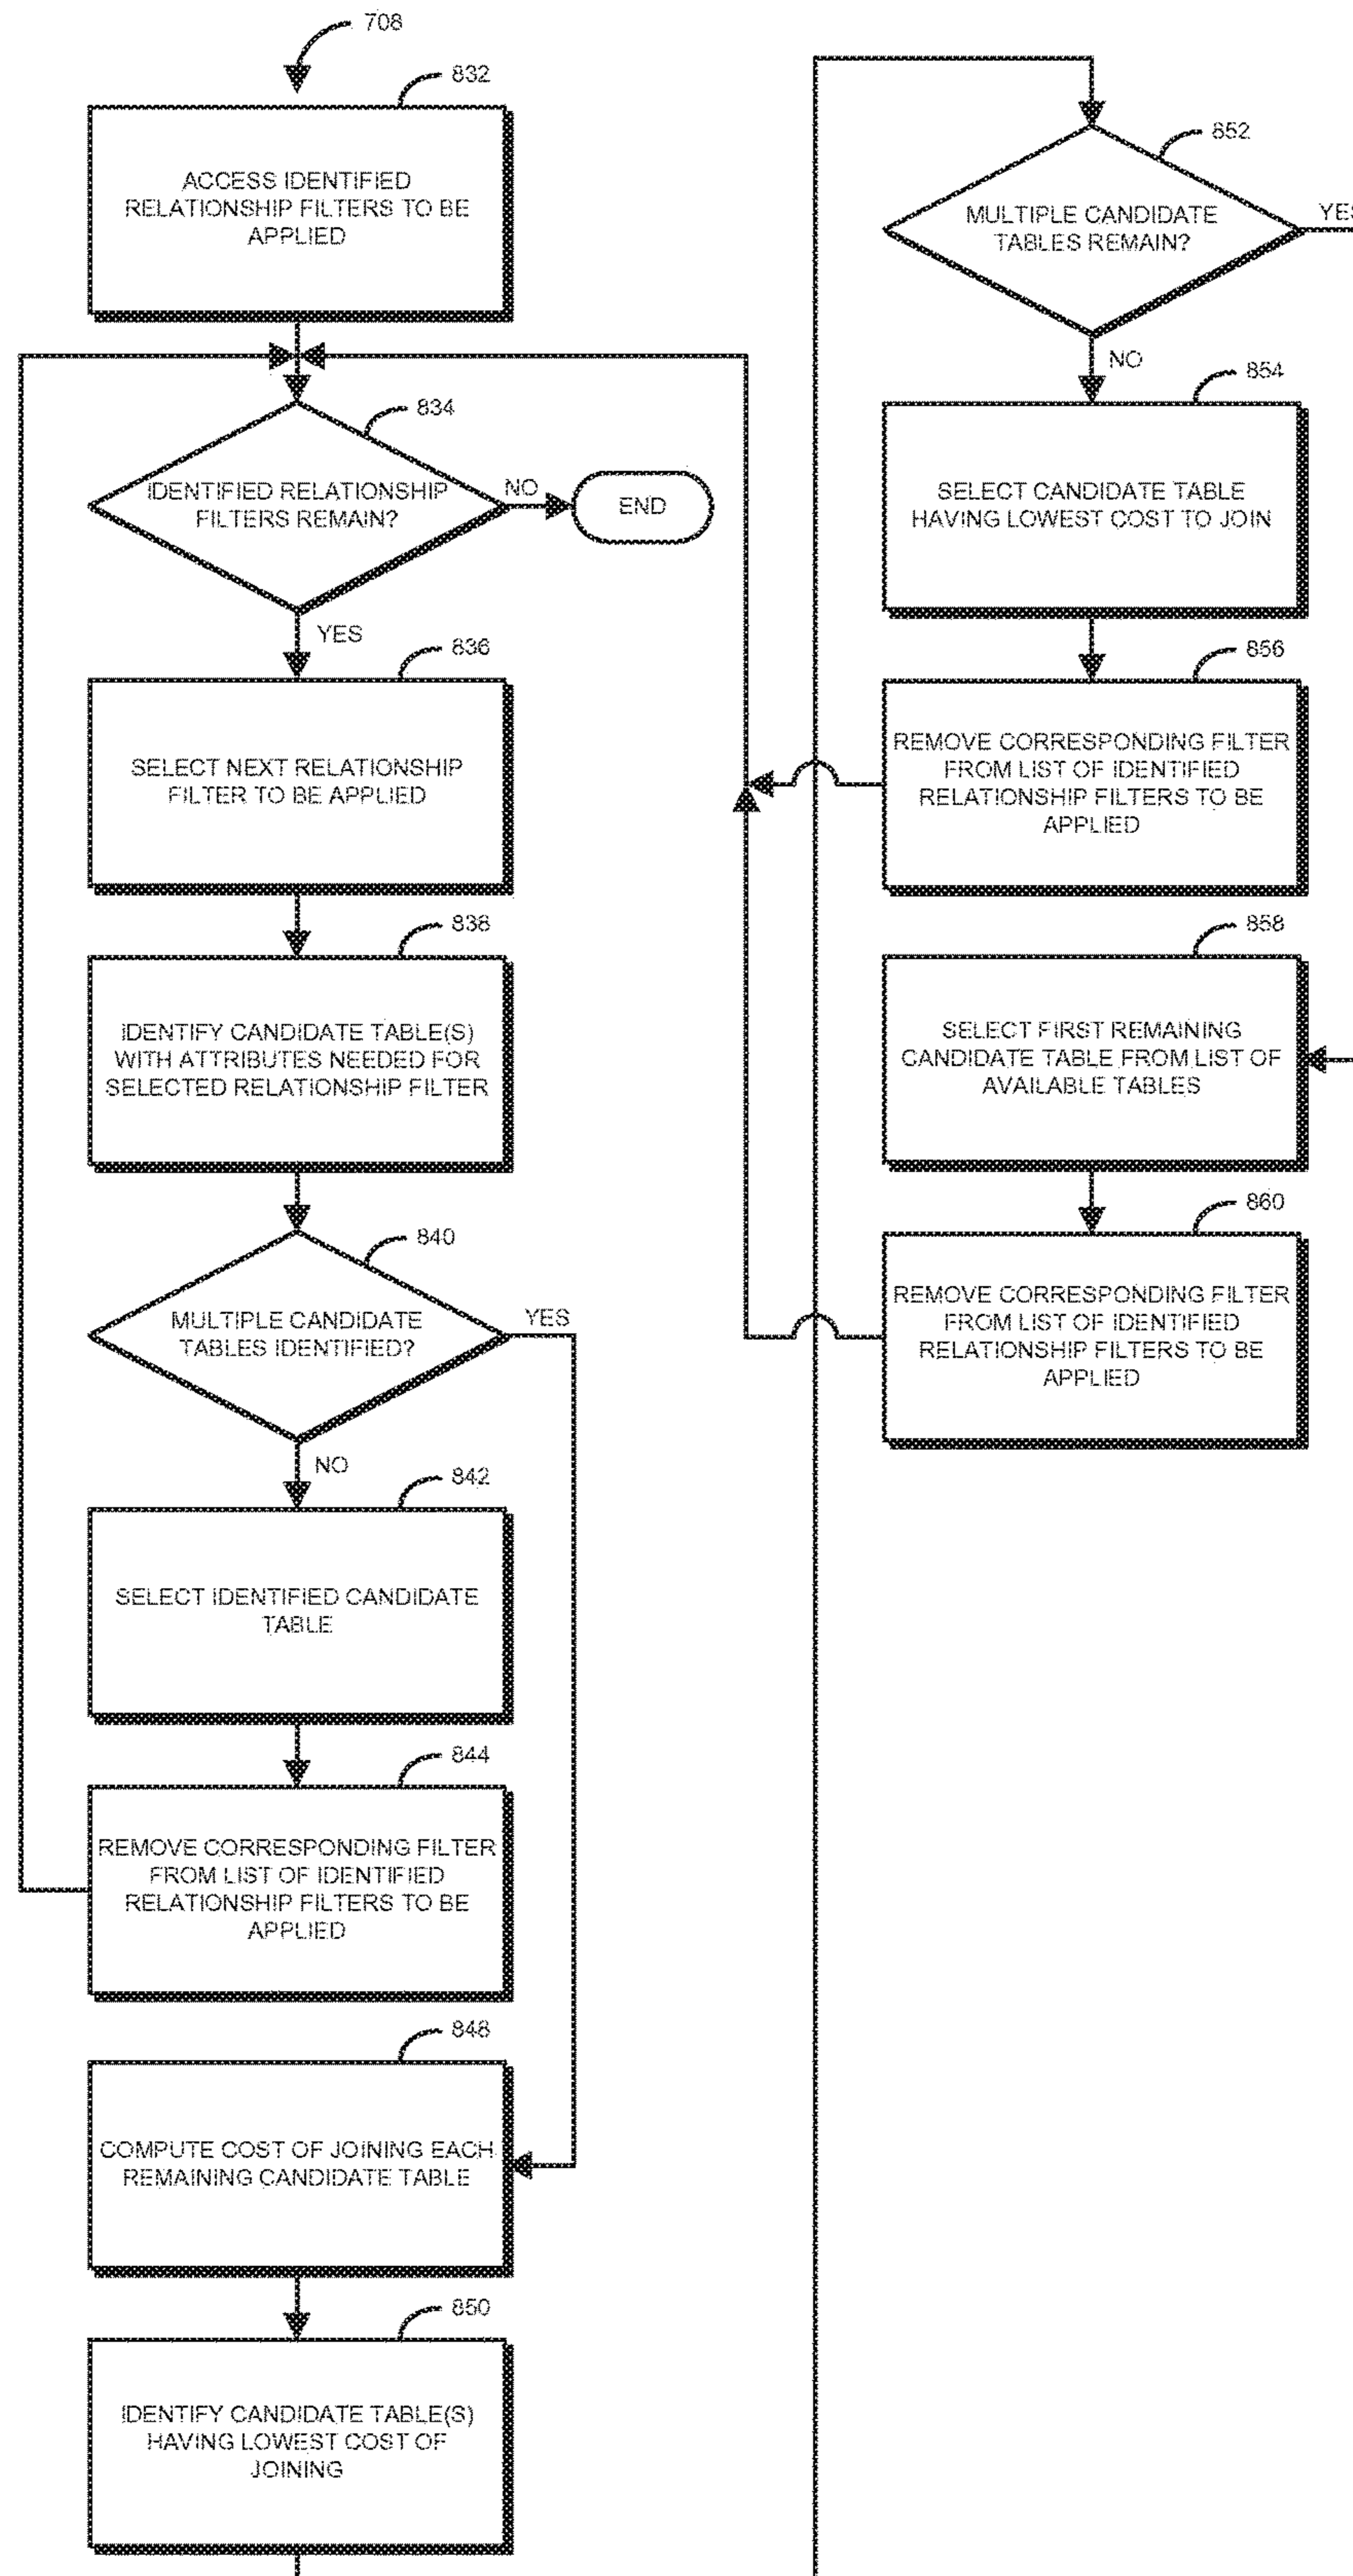 708
832
ACCESS IDENTIFIED
RELATIONSHIP FILTERS TO BE
APPLIED
834
IDENTIFIED RELATIONSHIP
FILTERS REMAIN?
NO
END
YES
836
SELECT NEXT RELATIONSHIP
FILTER TO BE APPLIED
838
IDENTIFY CANDIDATE TABLE(S)
WITH ATTRIBUTES NEEDED FOR
SELECTED RELATIONSHIP FILTER
840
MULTIPLE CANDIDATE
TABLES IDENTIFIED?
YES
NO
842
SELECT IDENTIFIED CANDIDATE
TABLE
844
REMOVE CORRESPONDING FILTER
FROM LIST OF IDENTIFIED
RELATIONSHIP FILTERS TO BE
APPLIED
848
COMPUTE COST OF JOINING EACH
REMAINING CANDIDATE TABLE
850
IDENTIFY CANDIDATE TABLE(S)
HAVING LOWEST COST OF
JOINING
852
MULTIPLE CANDIDATE
TABLES REMAIN?
YES
NO
854
SELECT CANDIDATE TABLE
HAVING LOWEST COST TO JOIN
856
REMOVE CORRESPONDING FILTER
FROM LIST OF IDENTIFIED
RELATIONSHIP FILTERS TO BE
APPLIED
858
SELECT FIRST REMAINING
CANDIDATE TABLE FROM LIST OF
AVAILABLE TABLES
860
REMOVE CORRESPONDING FILTER
FROM LIST OF IDENTIFIED
RELATIONSHIP FILTERS TO BE
APPLIED